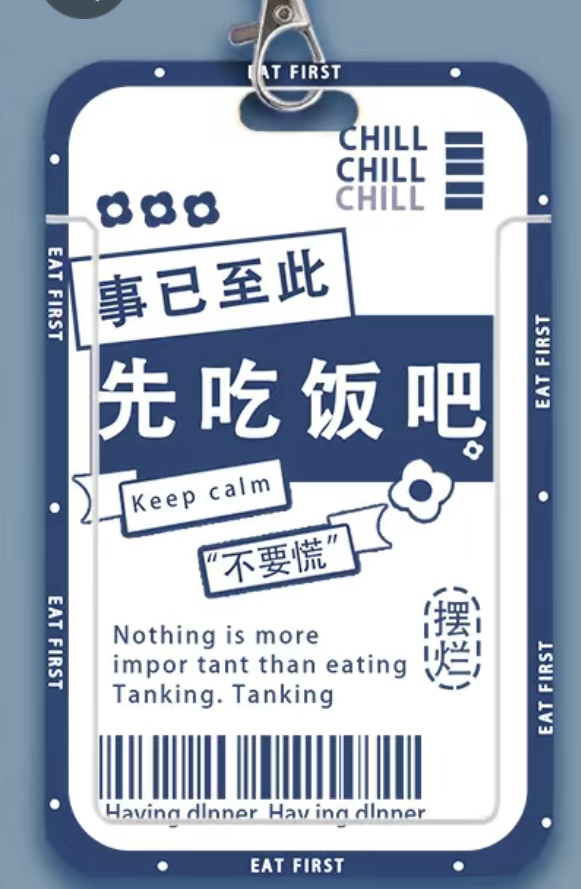 EAT FIRST
CHILL
CHILL
CHILL
事已至此
先吃饭吧
Keep calm
“不要慌”
摆烂
Nothing is more
impor tant than eating
Tanking. Tanking
Having dInner Hav ing dInner
EAT FIRST
EAT FIRST
EAT FIRST
EAT FIRST
EAT FIRST